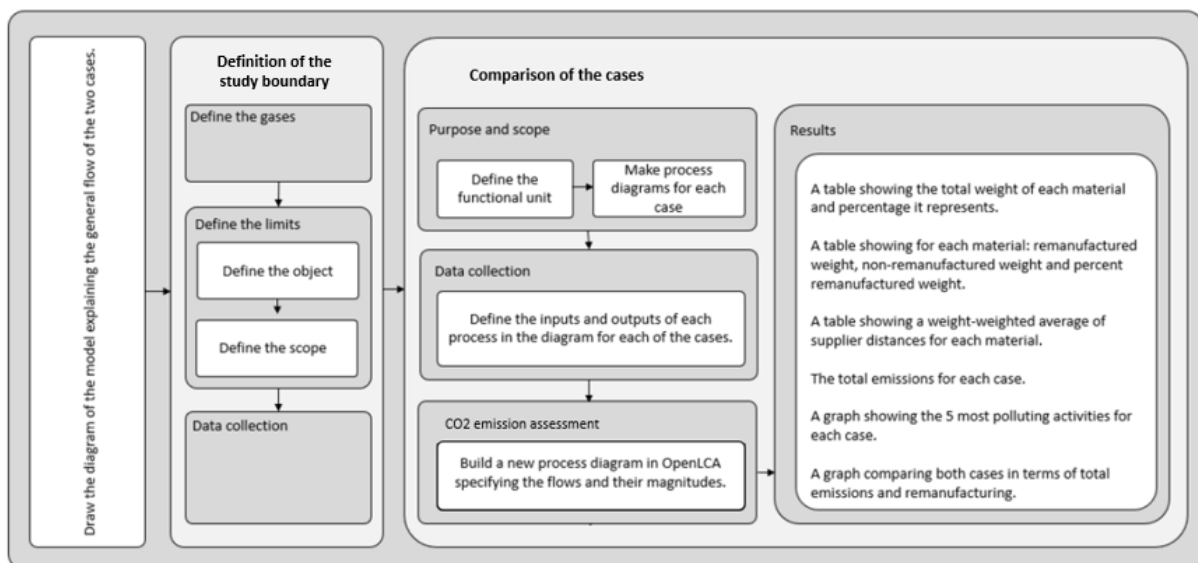 Draw the diagram of the model explaining the general flow of the two cases.
Definition of the
study boundary
Define the gases
Define the limits
Define the object
Define the scope
Data collection
Comparison of the cases
Purpose and scope
Define the
functional unit
Make process
diagrams for each
case
Data collection
Define the inputs and outputs of each
process in the diagram for each of the cases.
CO2 emission assessment
Build a new process diagram in OpenLCA
specifying the flows and their magnitudes.
Results
A table showing the total weight of each material
and percentage it represents.
A table showing for each material: remanufactured
weight, non-remanufactured weight and percent
remanufactured weight.
A table showing a weight-weighted average of
supplier distances for each material.
The total emissions for each case.
A graph showing the 5 most polluting activities for
each case.
A graph comparing both cases in terms of total
emissions and remanufacturing.